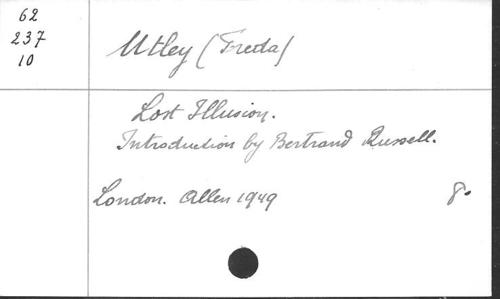 62
237
10
Utley (Freda)
Lost Illusion.
Introduction by Bertrand Russell.
London. Allen 1949 8.